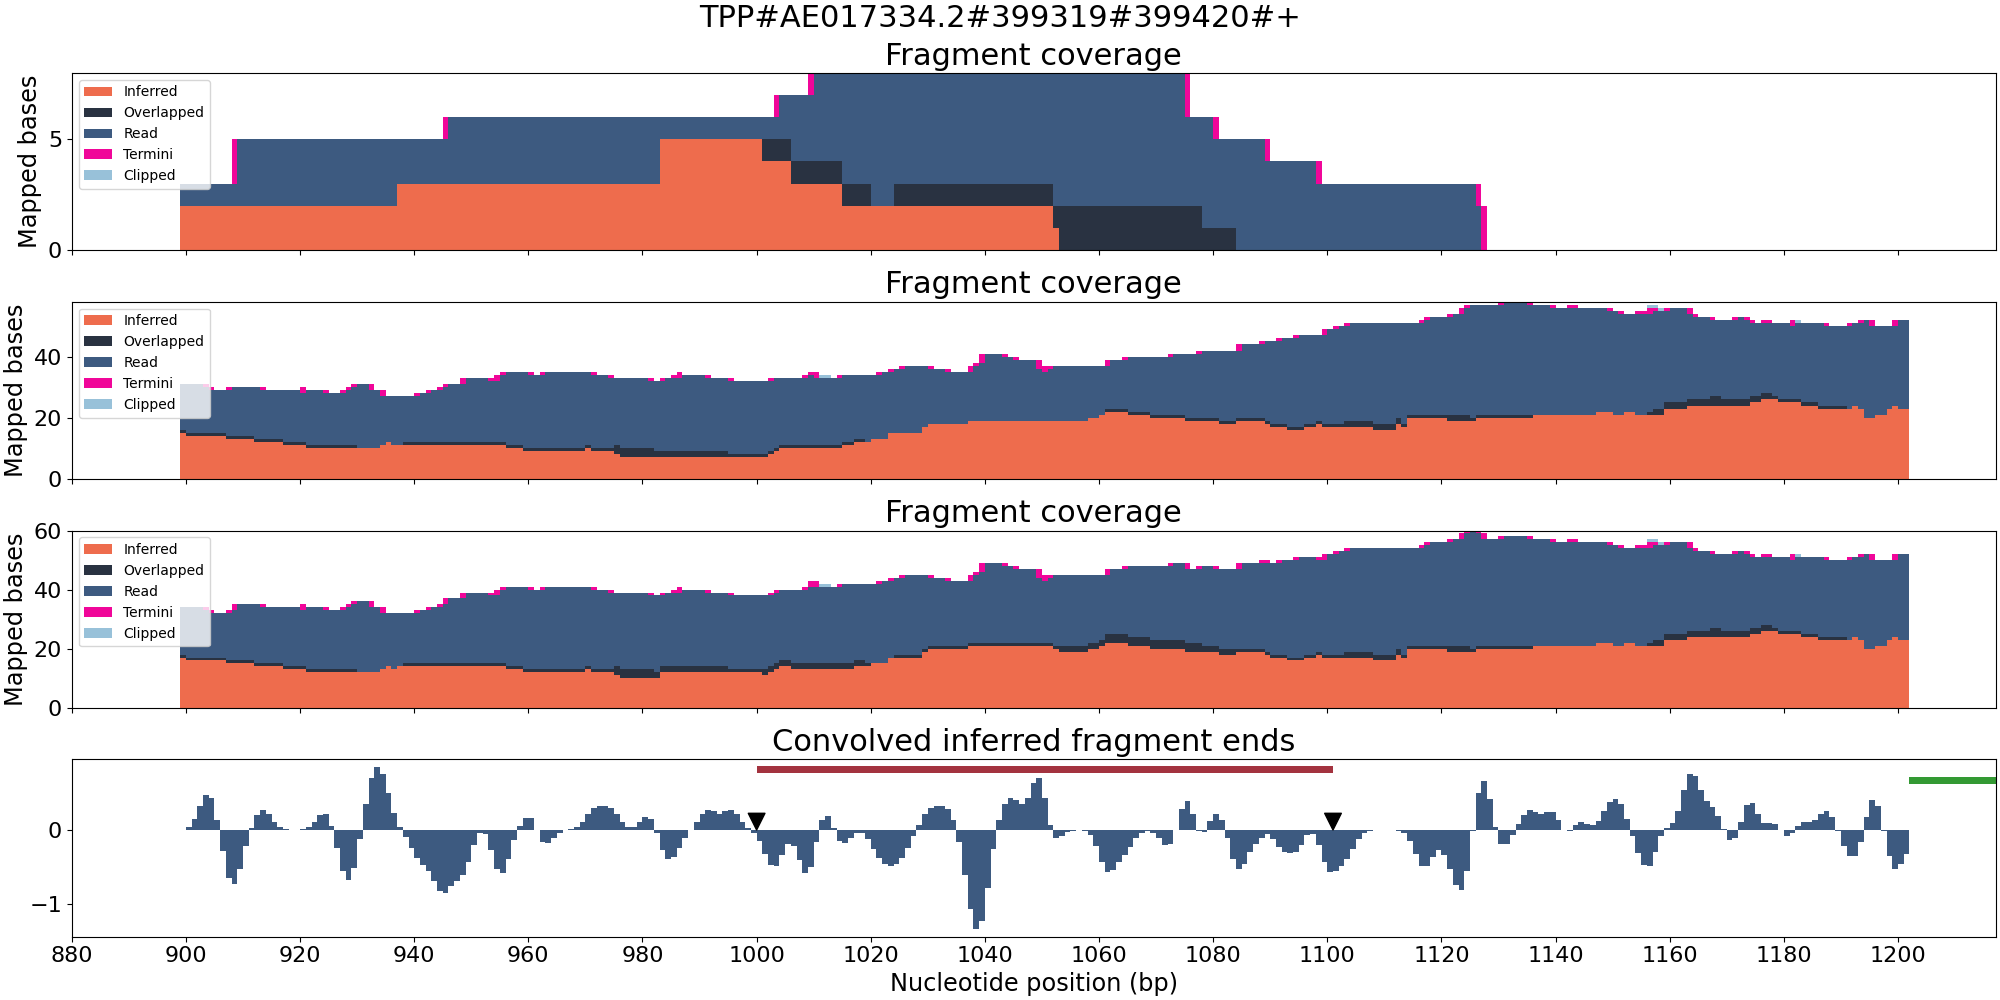 TPP#AE017334.2#399319#399420#+
Fragment coverage
Mapped bases
5
0
Inferred
Overlapped
Read
Termini
Clipped
Fragment coverage
Mapped bases
40
20
0
Inferred
Overlapped
Read
Termini
Clipped
Fragment coverage
Mapped bases
60
40
20
0
Inferred
Overlapped
Read
Termini
Clipped
Convolved inferred fragment ends
0
−1
880 900 920 940 960 980 1000 1020 1040 1060 1080 1100 1120 1140 1160 1180 1200
Nucleotide position (bp)